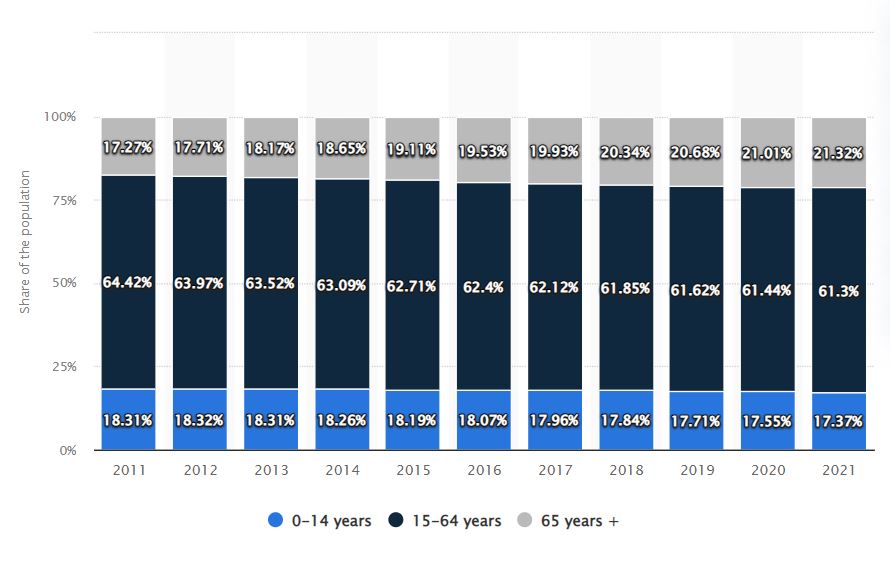 Share of the population
100%
75%
50%
25%
0%
17.27% 17.71% 18.17% 18.65% 19.11% 19.53% 19.93% 20.34% 20.68% 21.01% 21.32%
64.42% 63.97% 63.52% 63.09% 62.71% 62.4% 62.12% 61.85% 61.62% 61.44% 61.3%
18.31% 18.32% 18.31% 18.26% 18.19% 18.07% 17.96% 17.84% 17.71% 17.55% 17.37%
2011 2012 2013 2014 2015 2016 2017 2018 2019 2020 2021
0-14 years 15-64 years 65 years +